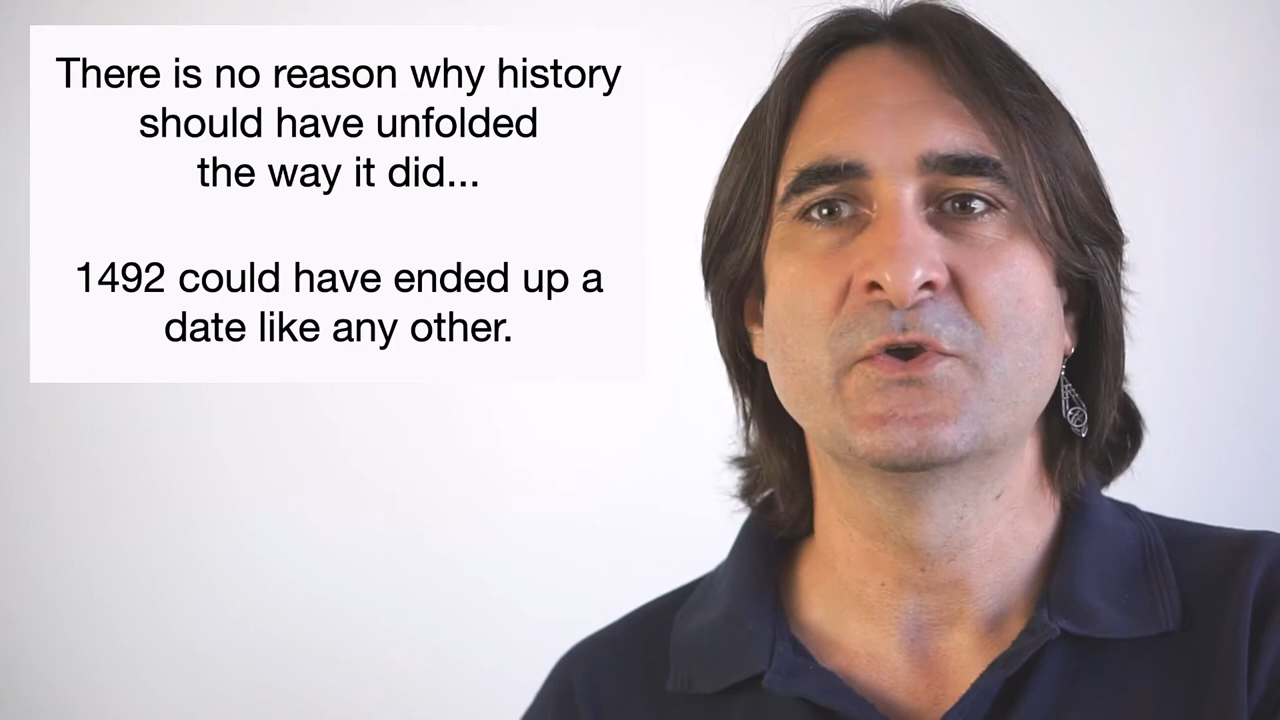 There is no reason why history
should have unfolded
the way it did...
1492 could have ended up a
date like any other.